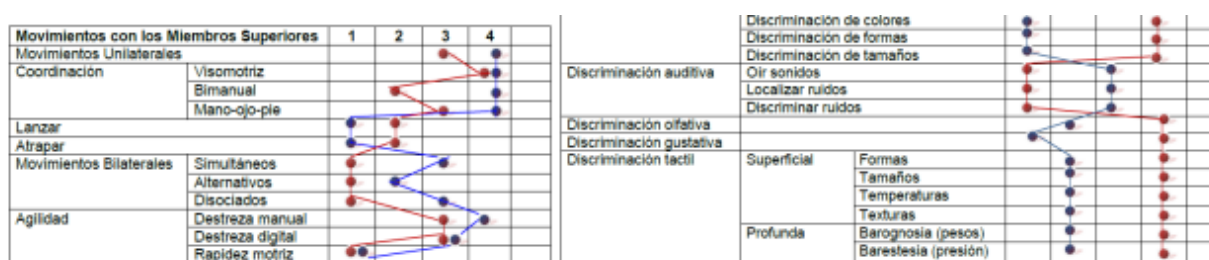 Movimientos con los Miembros Superiores 1 2 3 4
Movimientos Unilaterales
Coordinación Visomotriz
Bimanual
Mano-ojo-pie
Lanzar
Atrapar
Movimientos Bilaterales Simultáneos
Alternativos
Disociados
Agilidad Destreza manual
Destreza digital
Rapidez motriz
Discriminación de colores
Discriminación de formas
Discriminación de tamaños
Discriminación auditiva Oir sonidos
Localizar ruidos
Discriminar ruidos
Discriminación olfativa
Discriminación gustativa
Discriminación tactil Superficial Formas
Tamaños
Temperaturas
Texturas
Profunda Barognosia (pesos)
Barestesia (presión)